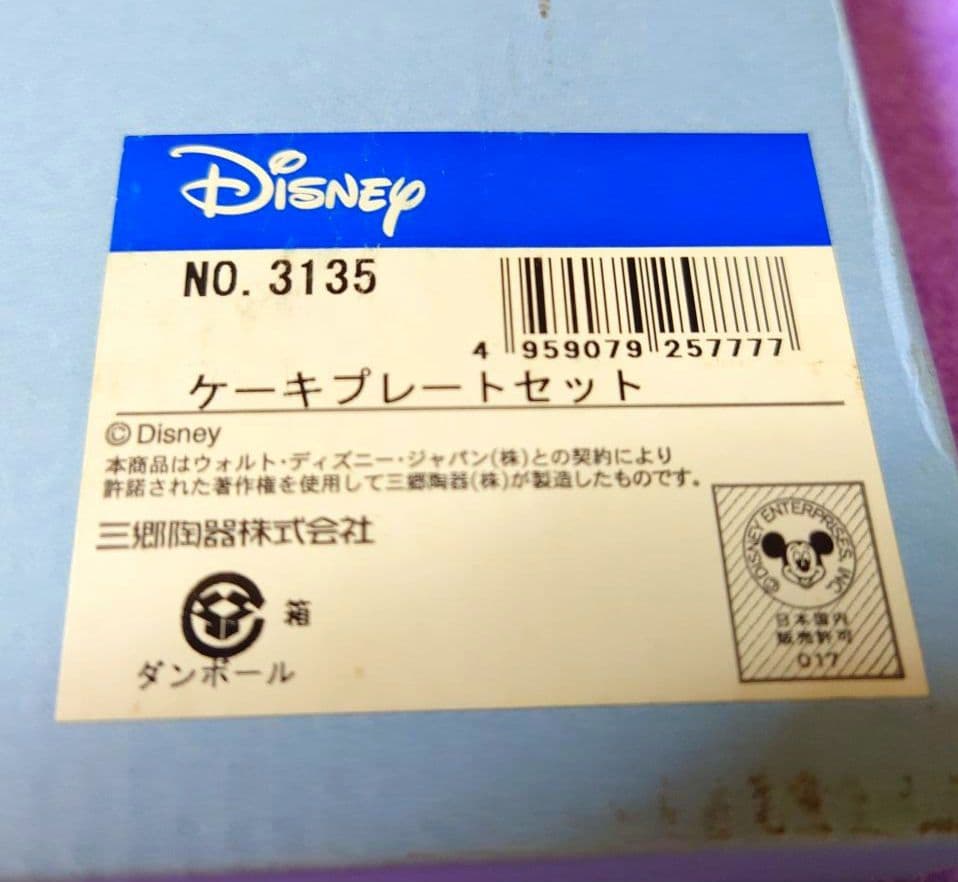 Disney
NO. 3135
4 959079 257777
ケーキプレートセット
© Disney
本商品はウォルト・ディズニー・ジャパン(株)との契約により
許諾された著作権を使用して三郷陶器(株)が製造したものです。
三郷陶器株式会社
箱
ダンボール
© DISNEY ENTERPRISES, INC.
日本国内
販売許可
017